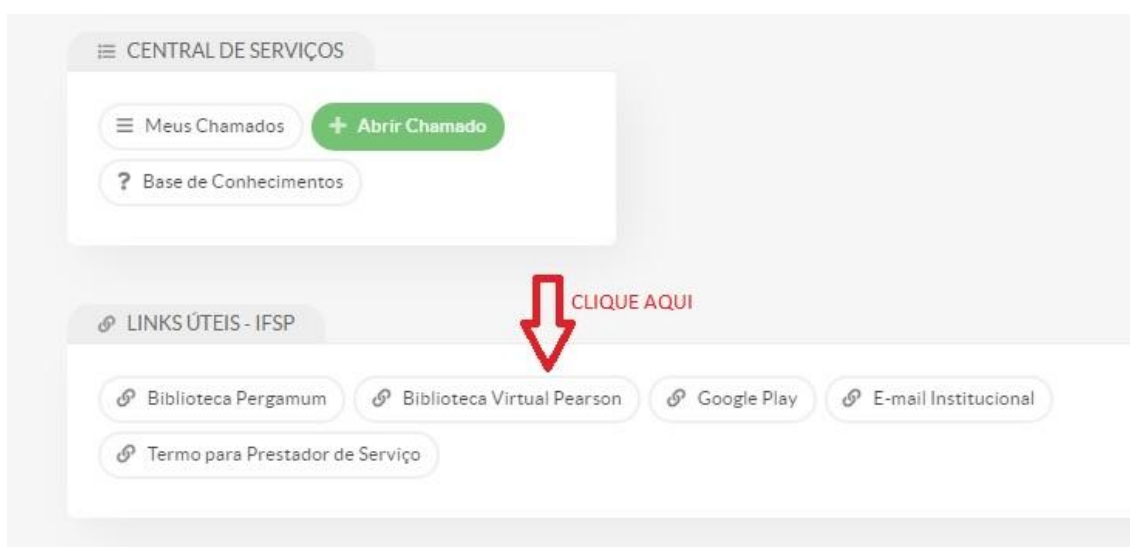 CENTRAL DE SERVIÇOS
Meus Chamados
+ Abrir Chamado
? Base de Conhecimentos
CLIQUE AQUI
LINKS ÚTEIS - IFSP
Biblioteca Pergamum
Biblioteca Virtual Pearson
Google Play
E-mail Institucional
Termo para Prestador de Serviço